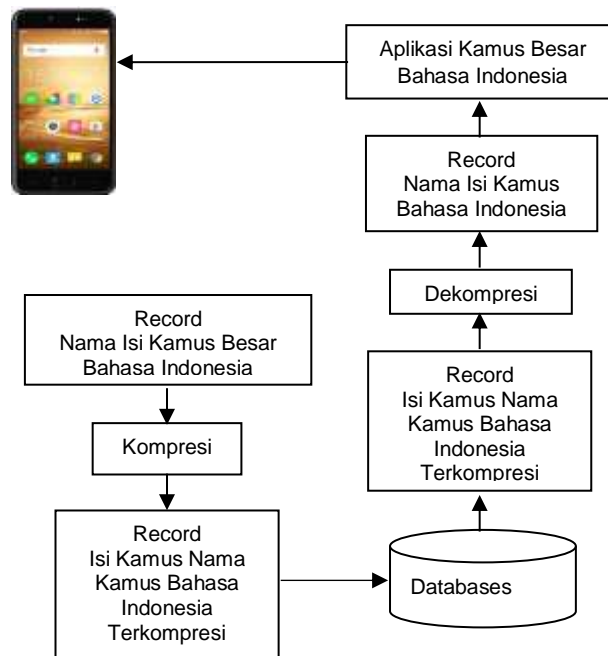 Aplikasi Kamus Besar
Bahasa Indonesia
Record
Nama Isi Kamus
Bahasa Indonesia
Dekompresi
Record
Isi Kamus Nama
Kamus Bahasa
Indonesia
Terkompresi
Record
Nama Isi Kamus Besar
Bahasa Indonesia
Kompresi
Record
Isi Kamus Nama
Kamus Bahasa
Indonesia
Terkompresi
Databases